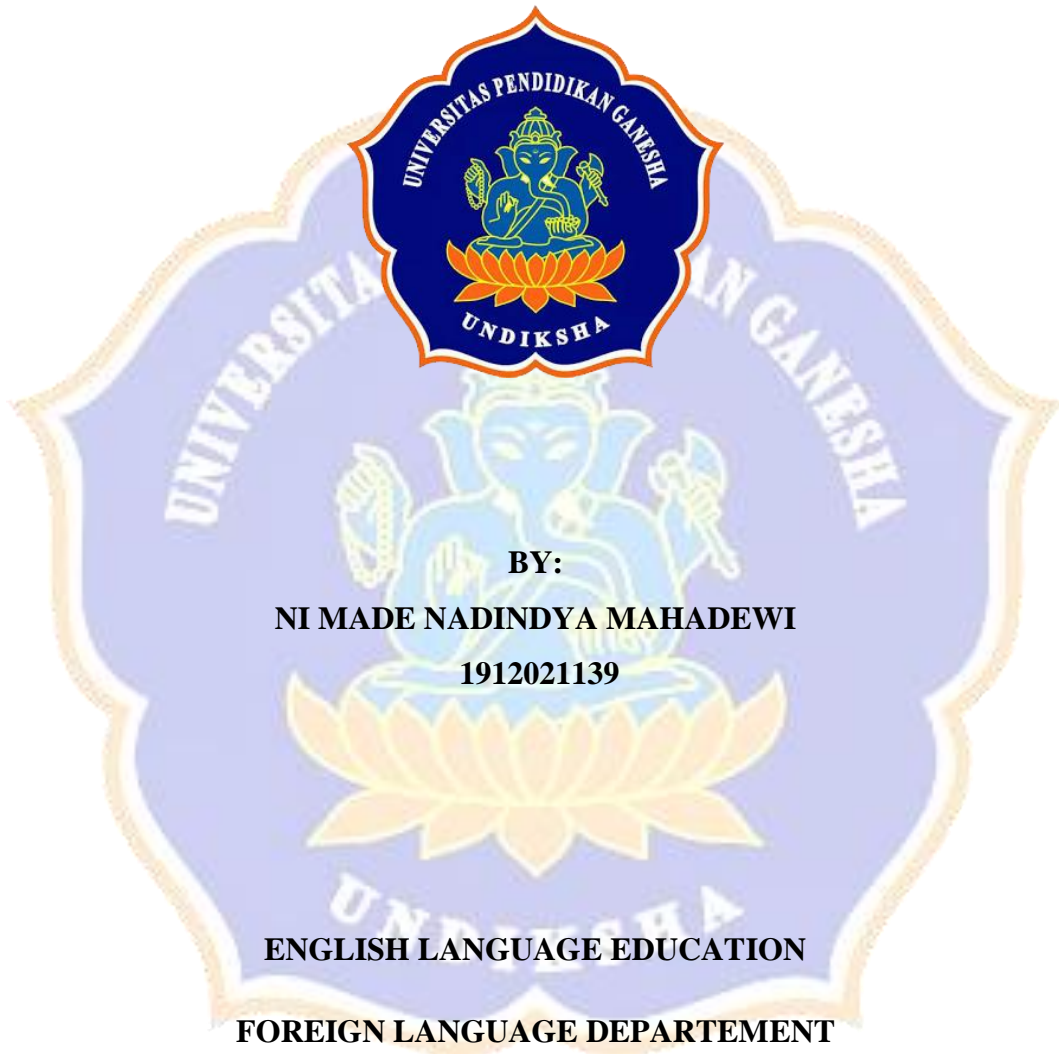 UNIVERSITAS PENDIDIKAN GANESHA
UNDIKSHA
BY:
NI MADE NADINDYA MAHADEWI
1912021139
ENGLISH LANGUAGE EDUCATION
FOREIGN LANGUAGE DEPARTEMENT